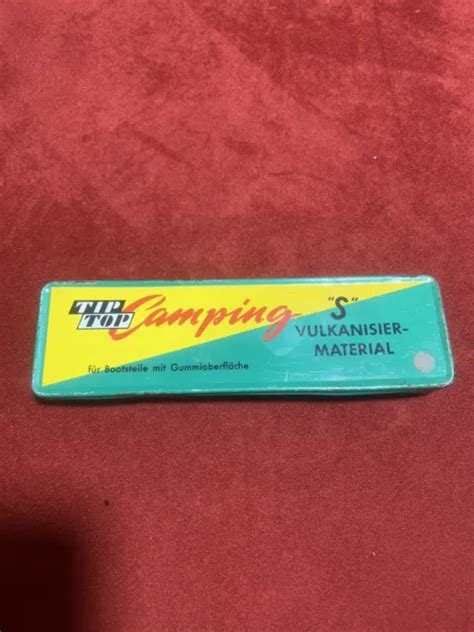 TIP
TOP
Camping
"S"
VULKANISIER-
MATERIAL
für Bootsteile mit Gummioberfläche